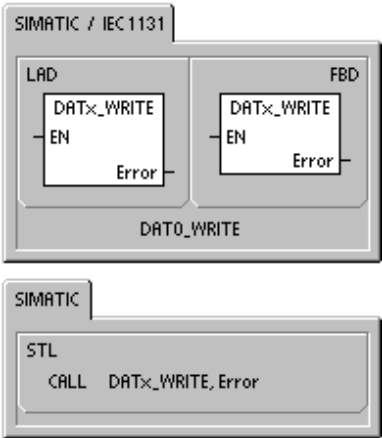 SIMATIC / IEC1131
LAD
FBD
DATx_WRITE
DATx_WRITE
EN
EN
Error
Error
DAT0_WRITE
SIMATIC
STL
CALL DATx_WRITE, Error